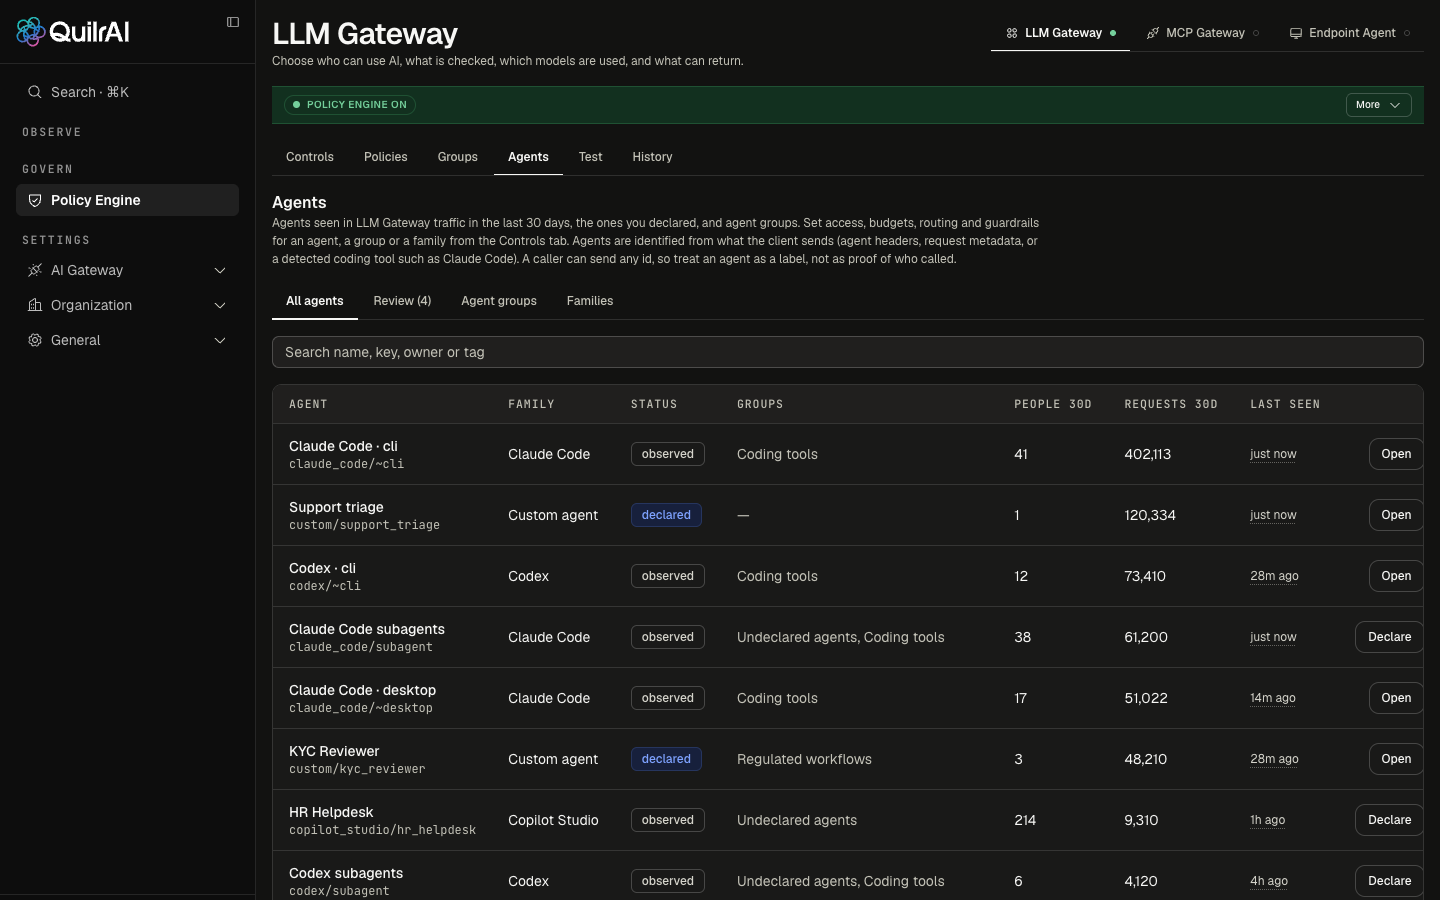 QuilrAI
Search · ⌘K
OBSERVE
GOVERN
Policy Engine
SETTINGS
AI Gateway
Organization
General
LLM Gateway
Choose who can use AI, what is checked, which models are used, and what can return.
LLM Gateway
MCP Gateway
Endpoint Agent
POLICY ENGINE ON
More
Controls Policies Groups Agents Test History
Agents
Agents seen in LLM Gateway traffic in the last 30 days, the ones you declared, and agent groups. Set access, budgets, routing and guardrails
for an agent, a group or a family from the Controls tab. Agents are identified from what the client sends (agent headers, request metadata, or
a detected coding tool such as Claude Code). A caller can send any id, so treat an agent as a label, not as proof of who called.
All agents Review (4) Agent groups Families
Search name, key, owner or tag
AGENT FAMILY STATUS GROUPS PEOPLE 30D REQUESTS 30D LAST SEEN
Claude Code · cli
claude_code/~cli
Claude Code observed Coding tools 41 402,113 just now Open
Support triage
custom/support_triage
Custom agent declared — 1 120,334 just now Open
Codex · cli
codex/~cli
Codex observed Coding tools 12 73,410 28m ago Open
Claude Code subagents
claude_code/subagent
Claude Code observed Undeclared agents, Coding tools 38 61,200 just now Declare
Claude Code · desktop
claude_code/~desktop
Claude Code observed Coding tools 17 51,022 14m ago Open
KYC Reviewer
custom/kyc_reviewer
Custom agent declared Regulated workflows 3 48,210 28m ago Open
HR Helpdesk
copilot_studio/hr_helpdesk
Copilot Studio observed Undeclared agents 214 9,310 1h ago Declare
Codex subagents
codex/subagent
Codex observed Undeclared agents, Coding tools 6 4,120 4h ago Declare